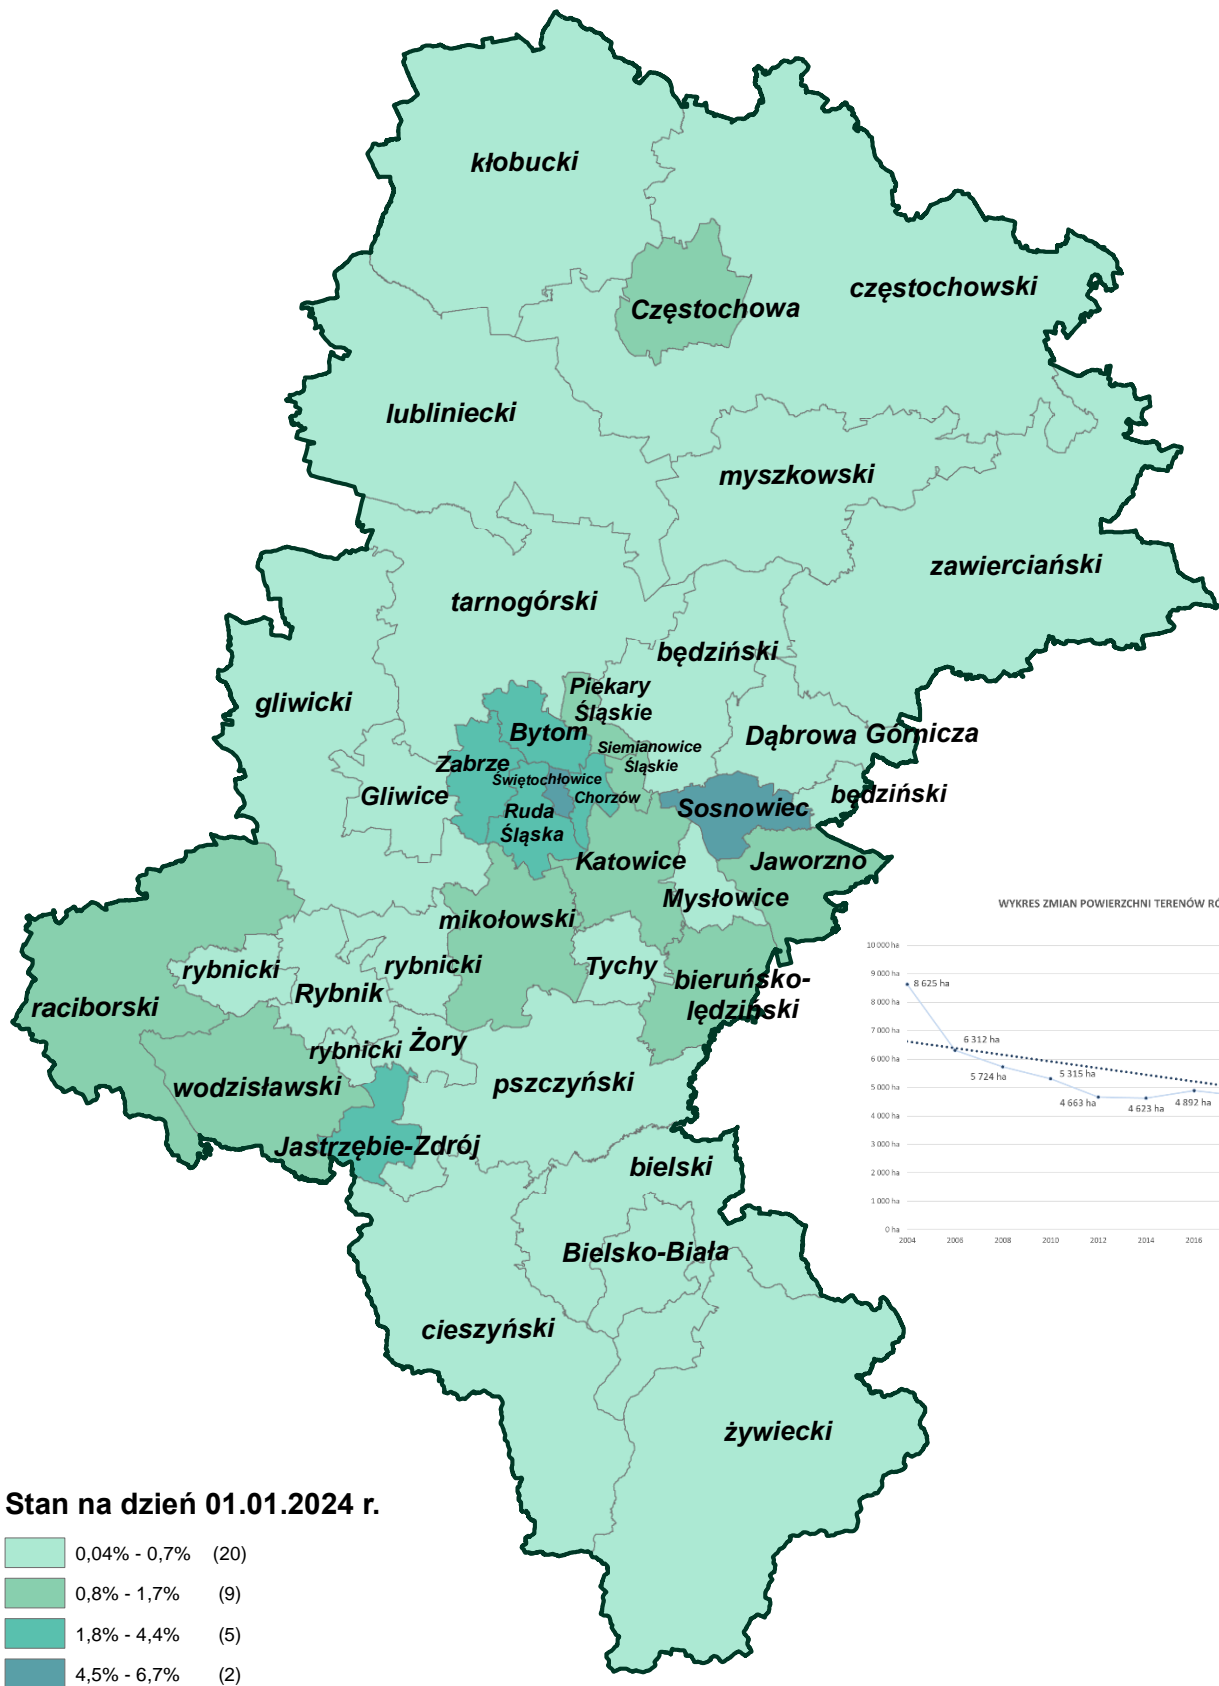 kłobucki
częstochowski
Częstochowa
lubliniecki
myszkowski
zawierciański
tarnogórski
będziński
gliwicki
Piekary
Śląskie
Bytom
Dąbrowa Górnicza
Siemianowice
Śląskie
Zabrze
Świętochłowice
Gliwice
Chorzów
będziński
Sosnowiec
Ruda
Śląska
Katowice
Jaworzno
Mysłowice
mikołowski
rybnicki
rybnicki
Tychy
bieruńsko-
lędziński
Rybnik
raciborski
rybnicki
Żory
wodzisławski
pszczyński
Jastrzębie-Zdrój
bielski
Bielsko-Biała
cieszyński
żywiecki
WYKRES ZMIAN POWIERZCHNI TERENÓW RÓ
10 000 ha
9 000 ha
8 000 ha
7 000 ha
6 000 ha
5 000 ha
4 000 ha
3 000 ha
2 000 ha
1 000 ha
0 ha
8 625 ha
6 312 ha
5 724 ha
5 315 ha
4 663 ha
4 623 ha
4 892 ha
2004 2006 2008 2010 2012 2014 2016
Stan na dzień 01.01.2024 r.
0,04% - 0,7% (20)
0,8% - 1,7% (9)
1,8% - 4,4% (5)
4,5% - 6,7% (2)